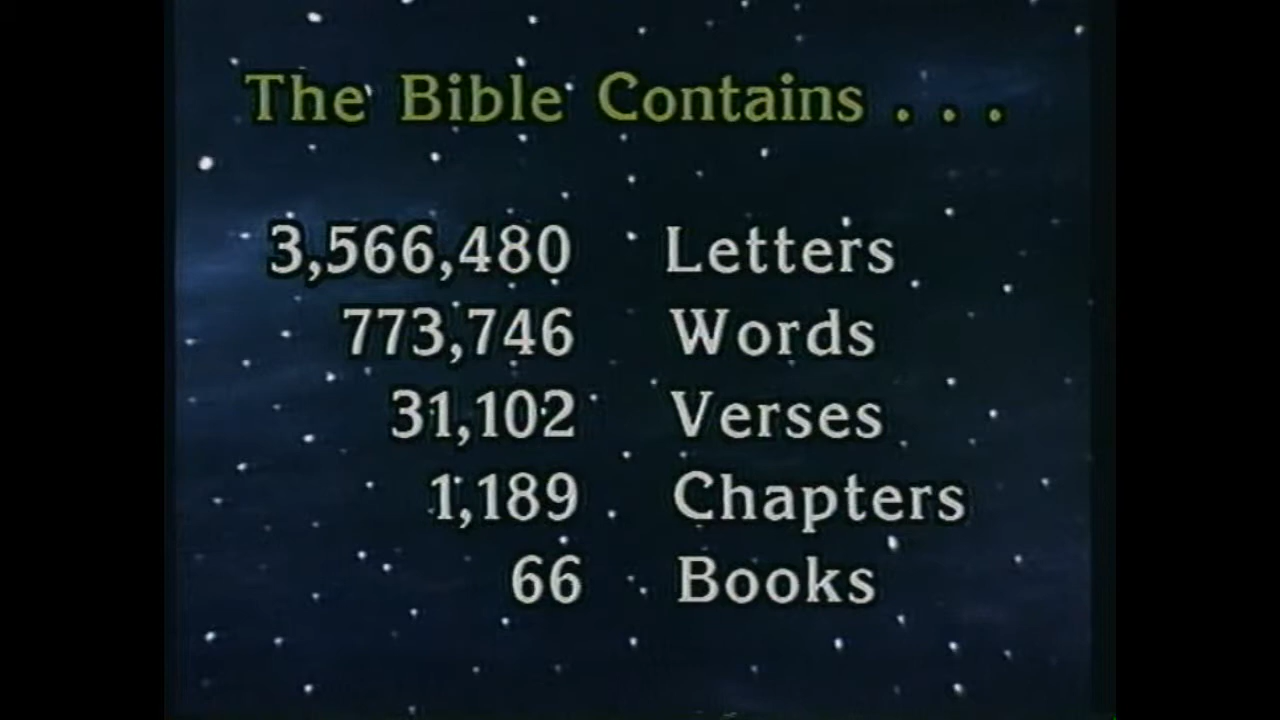 The Bible Contains . . .
3,566,480 Letters
773,746 Words
31,102 Verses
1,189 Chapters
66 Books